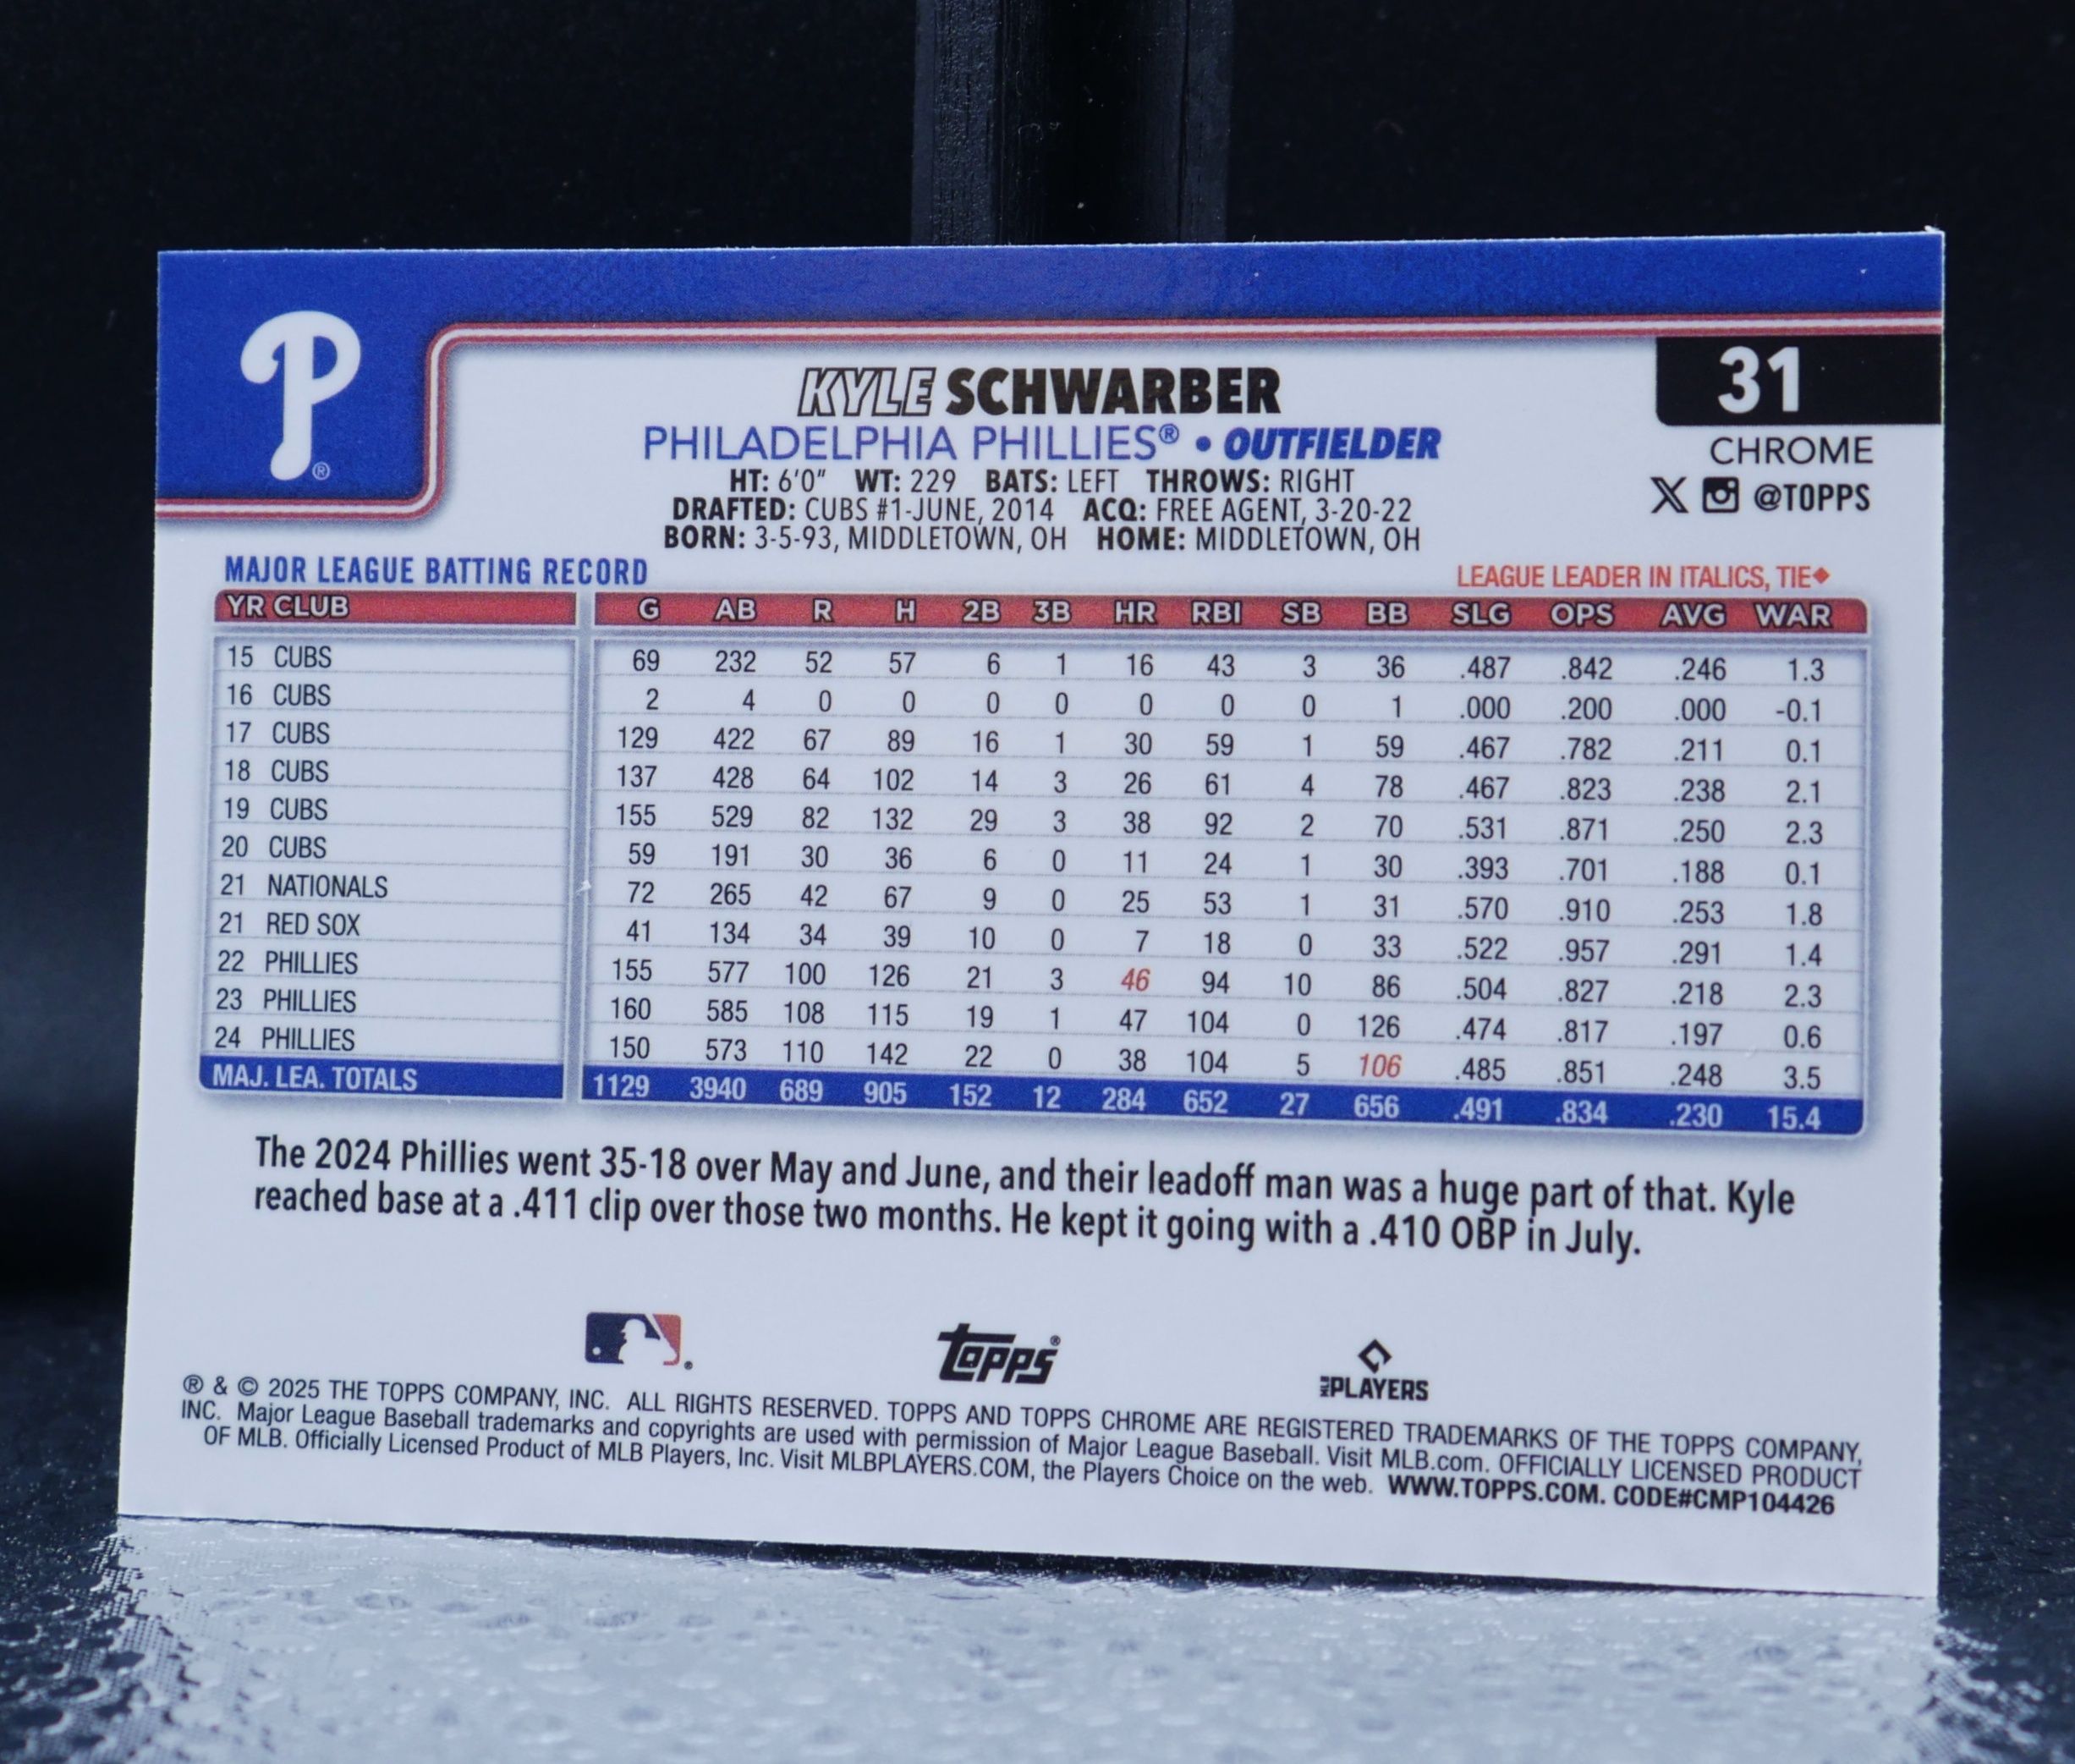 P®
KYLE SCHWARBER
31
PHILADELPHIA PHILLIES® • OUTFIELDER
CHROME
HT: 6'0" WT: 229 BATS: LEFT THROWS: RIGHT
X @TOPPS
DRAFTED: CUBS #1-JUNE, 2014 ACQ: FREE AGENT, 3-20-22
BORN: 3-5-93, MIDDLETOWN, OH HOME: MIDDLETOWN, OH
MAJOR LEAGUE BATTING RECORD LEAGUE LEADER IN ITALICS, TIE◆
YR CLUB G AB R H 2B 3B HR RBI SB BB SLG OPS AVG WAR
15 CUBS 69 232 52 57 6 1 16 43 3 36 .487 .842 .246 1.3
16 CUBS 2 4 0 0 0 0 0 0 0 1 .000 .200 .000 -0.1
17 CUBS 129 422 67 89 16 1 30 59 1 59 .467 .782 .211 0.1
18 CUBS 137 428 64 102 14 3 26 61 4 78 .467 .823 .238 2.1
19 CUBS 155 529 82 132 29 3 38 92 2 70 .531 .871 .250 2.3
20 CUBS 59 191 30 36 6 0 11 24 1 30 .393 .701 .188 0.1
21 NATIONALS 72 265 42 67 9 0 25 53 1 31 .570 .910 .253 1.8
21 RED SOX 41 134 34 39 10 0 7 18 0 33 .522 .957 .291 1.4
22 PHILLIES 155 577 100 126 21 3 46 94 10 86 .504 .827 .218 2.3
23 PHILLIES 160 585 108 115 19 1 47 104 0 126 .474 .817 .197 0.6
24 PHILLIES 150 573 110 142 22 0 38 104 5 106 .485 .851 .248 3.5
MAJ. LEA. TOTALS 1129 3940 689 905 152 12 284 652 27 656 .491 .834 .230 15.4
The 2024 Phillies went 35-18 over May and June, and their leadoff man was a huge part of that. Kyle
reached base at a .411 clip over those two months. He kept it going with a .410 OBP in July.
topps® MLB PLAYERS
® & © 2025 THE TOPPS COMPANY, INC. ALL RIGHTS RESERVED. TOPPS AND TOPPS CHROME ARE REGISTERED TRADEMARKS OF THE TOPPS COMPANY,
INC. Major League Baseball trademarks and copyrights are used with permission of Major League Baseball. Visit MLB.com. OFFICIALLY LICENSED PRODUCT
OF MLB. Officially Licensed Product of MLB Players, Inc. Visit MLBPLAYERS.COM, the Players Choice on the web. WWW.TOPPS.COM. CODE#CMP104426